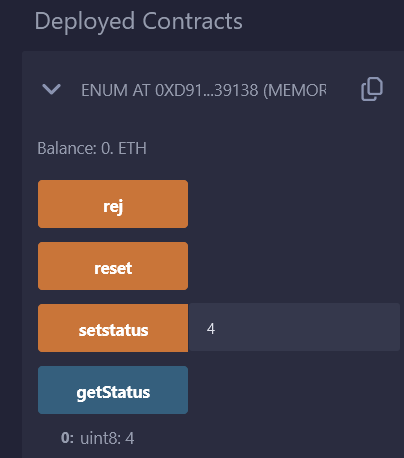 Deployed Contracts
ENUM AT 0XD91...39138 (MEMOR
Balance: 0. ETH
rej
reset
setstatus 4
getStatus
0: uint8: 4